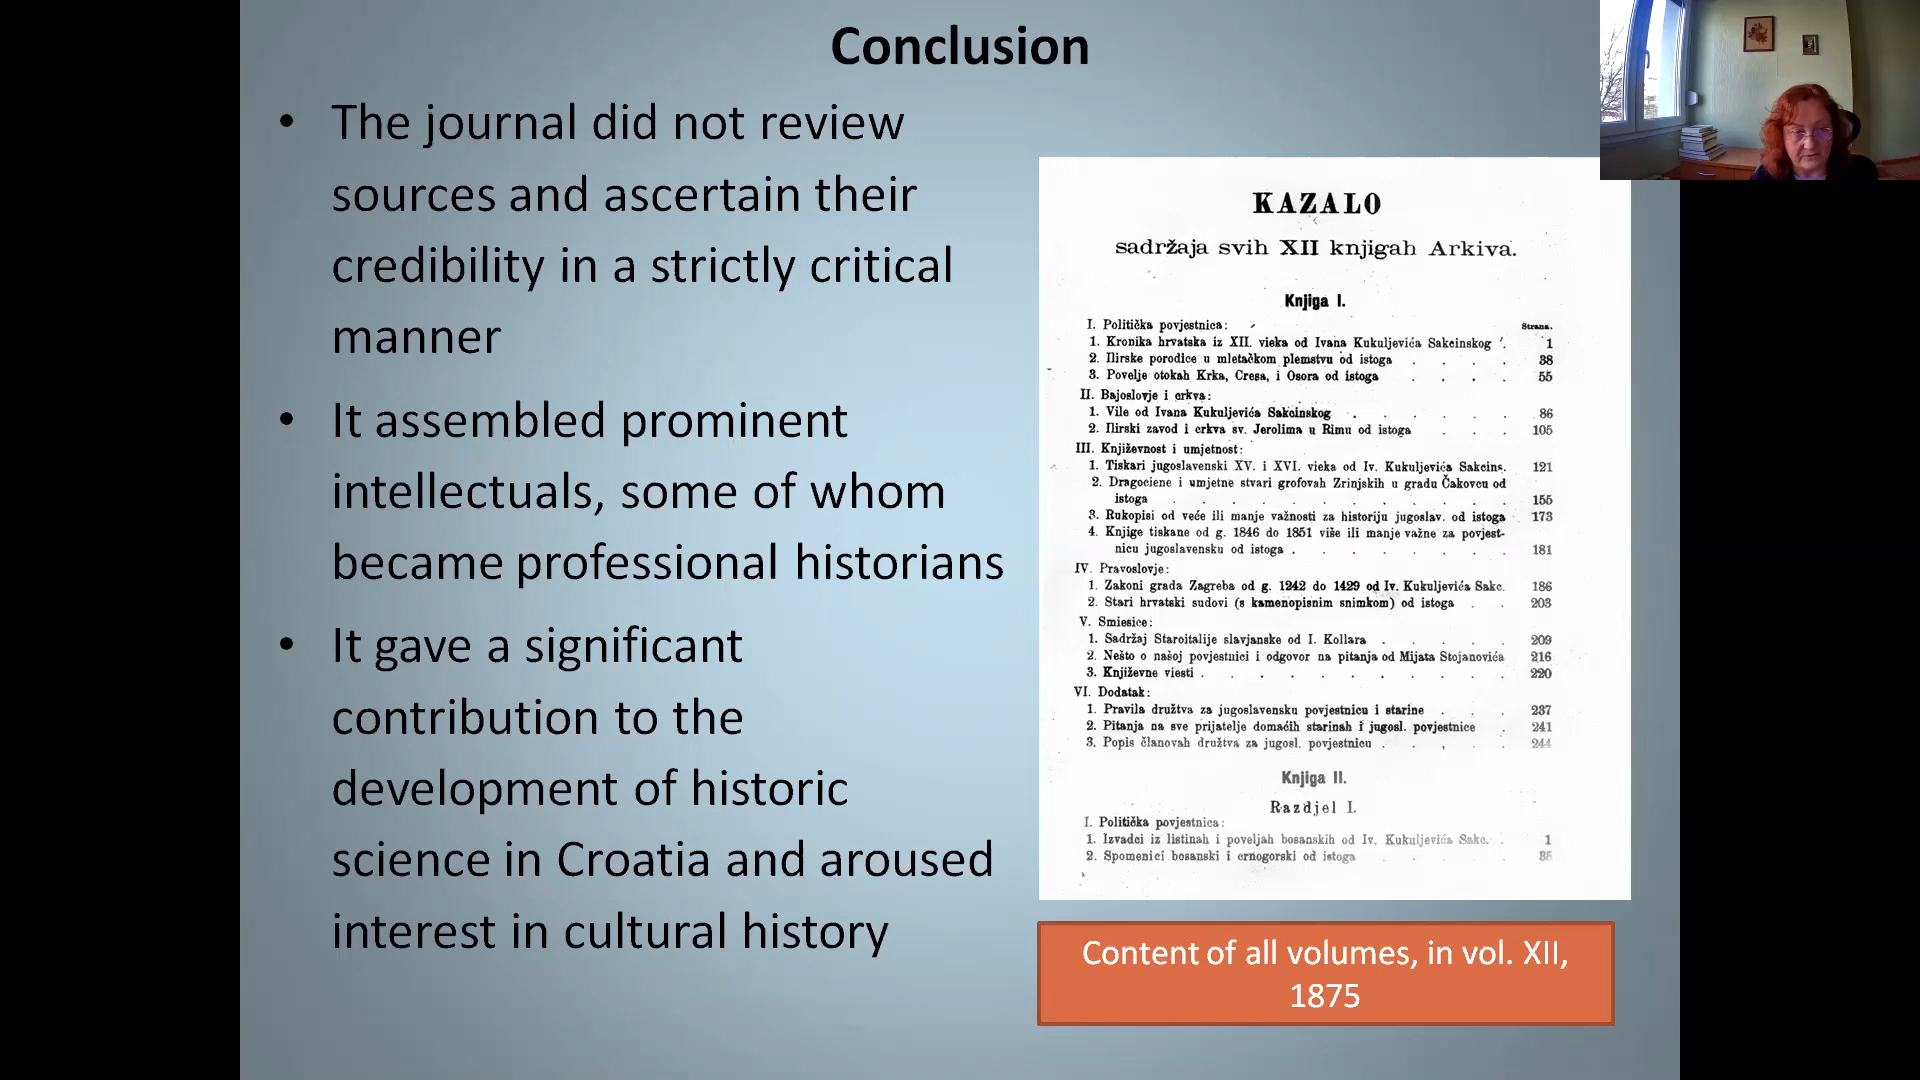 Conclusion
• The journal did not review
sources and ascertain their
credibility in a strictly critical
manner
• It assembled prominent
intellectuals, some of whom
became professional historians
• It gave a significant
contribution to the
development of historic
science in Croatia and aroused
interest in cultural history
KAZALO
sadržaja svih XII knjigah Arkiva.
Knjiga I.
I. Politička povjestnica: Strana.
1. Kronika hrvatska iz XII. vieka od Ivana Kukuljevića Sakcinskog . 1
2. Ilirske porodice u mletačkom plemstvu od istoga . . . . 38
3. Povelje otokah Krka, Cresa, i Osora od istoga . . . . 55
II. Bajoslovje i crkva:
1. Vile od Ivana Kukuljevića Sakcinskog . . . . . . 86
2. Ilirski zavod i crkva sv. Jerolima u Rimu od istoga . . . 105
III. Književnost i umjetnost:
1. Tiskari jugoslavenski XV. i XVI. vieka od Iv. Kukuljevića Sakcins. 121
2. Dragociene i umjetne stvari grofovah Zrinjskih u gradu Čakovcu od
istoga . . . . . . . . . . . . 155
3. Rukopisi od veće ili manje važnosti za historiju jugoslav. od istoga 173
4. Knjige tiskane od g. 1846 do 1851 više ili manje važne za povjest-
nicu jugoslavensku od istoga . . . . . . . . 181
IV. Pravoslovje:
1. Zakoni grada Zagreba od g. 1242 do 1429 od Iv. Kukuljevića Sakc. 186
2. Stari hrvatski sudovi (s kamenopisnim snimkom) od istoga . . 203
V. Smiesice:
1. Sadržaj Staroitalije slavjanske od I. Kollara . . . . . 209
2. Nešto o našoj povjestnici i odgovor na pitanja od Mijata Stojanovića 216
3. Književne viesti . . . . . . . . . . . 220
VI. Dodatak:
1. Pravila družtva za jugoslavensku povjestnicu i starine . . . 237
2. Pitanja na sve prijatelje domaćih starinah i jugosl. povjestnice . 241
3. Popis članovah družtva za jugosl. povjestnicu . . . . . 244
Knjiga II.
Razdjel I.
I. Politička povjestnica:
1. Izvadci iz listinah i poveljah bosanskih od Iv. Kukuljevića Sakc. . 1
2. Spomenici bosanski i crnogorski od istoga . . . . . 35
Content of all volumes, in vol. XII,
1875